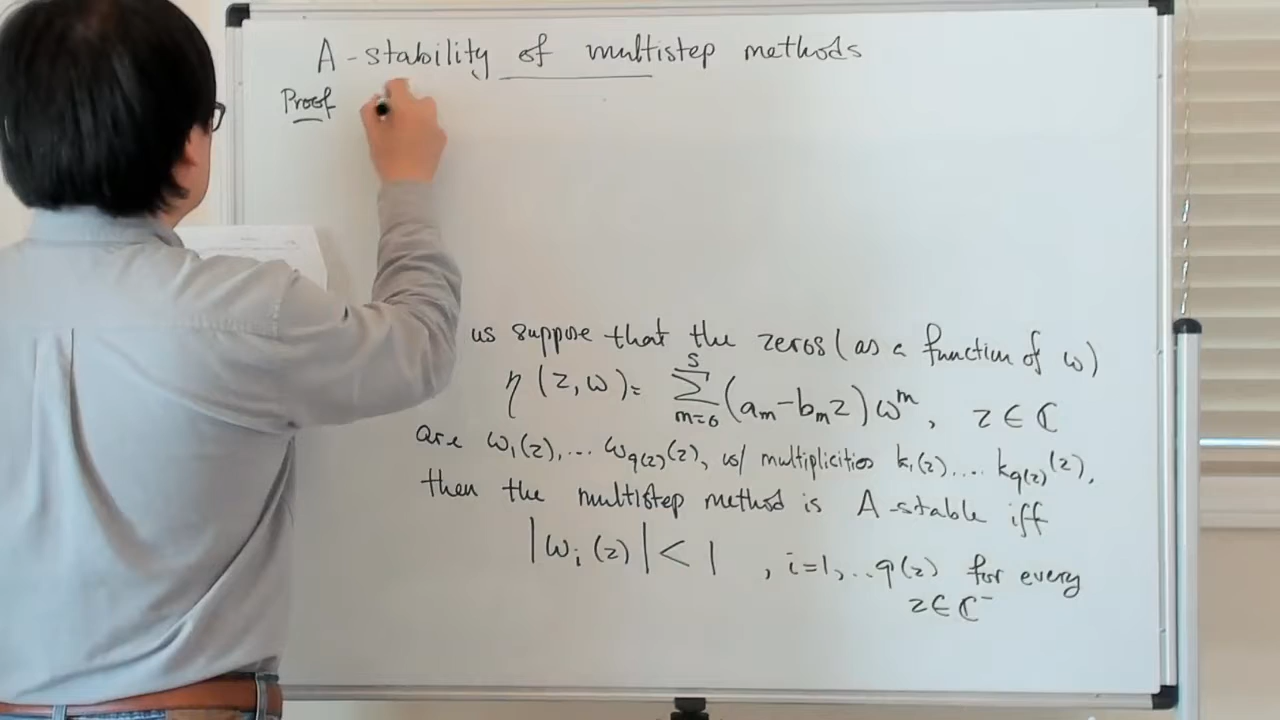 A-stability of multistep methods
Proof
us suppose that the zeros (as a function of ω)
η(z,ω)= \sum_{m=0}^{s} (a_m - b_m z) ω^m, z ∈ ℂ
are ω_1(z),... ω_{q(z)}(z), w/ multiplicities k_1(z).... k_{q(z)}(z),
then the multistep method is A-stable iff
|ω_i(z)| < 1 , i=1,..q(z) for every
z∈ℂ^-